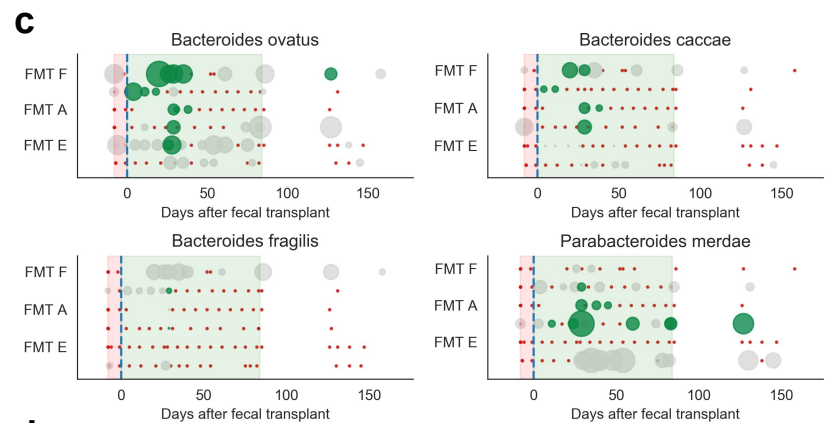 c
Bacteroides ovatus
FMT F
FMT A
FMT E
0 50 100 150
Days after fecal transplant
Bacteroides caccae
FMT F
FMT A
FMT E
0 50 100 150
Days after fecal transplant
Bacteroides fragilis
FMT F
FMT A
FMT E
0 50 100 150
Days after fecal transplant
Parabacteroides merdae
FMT F
FMT A
FMT E
0 50 100 150
Days after fecal transplant